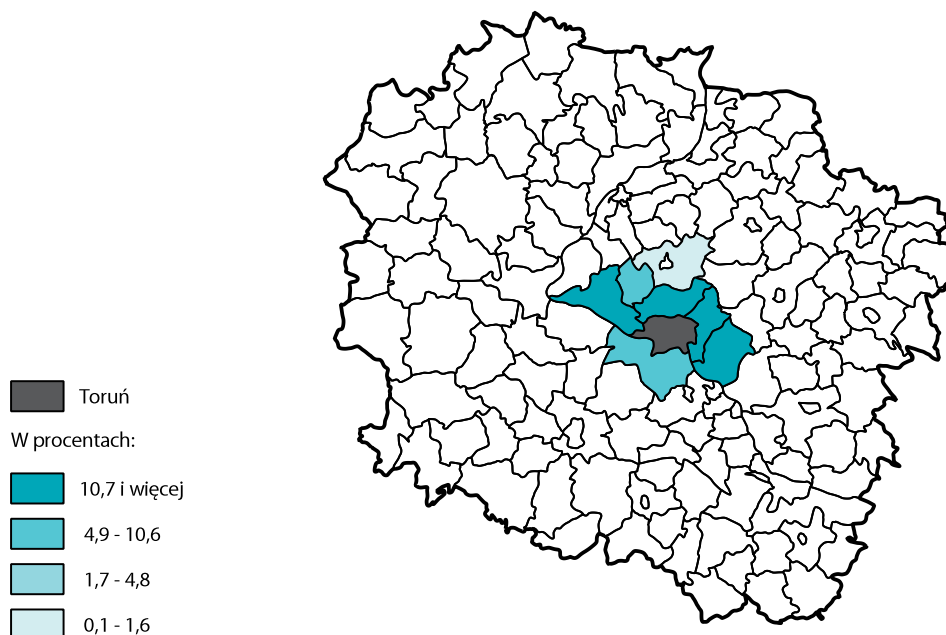 Toruń
W procentach:
10,7 i więcej
4,9 - 10,6
1,7 - 4,8
0,1 - 1,6